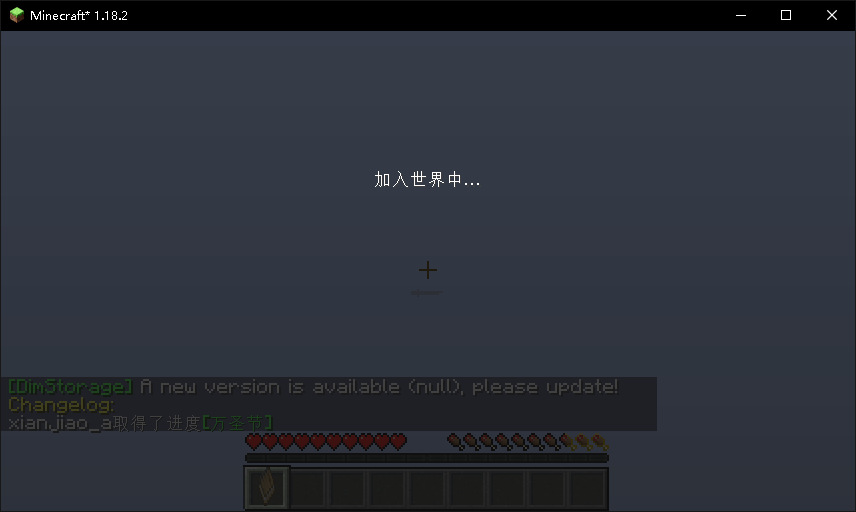 Minecraft* 1.18.2
加入世界中...
[DimStorage] A new version is available (null), please update!
Changelog:
xianjiao_a取得了进度[万圣节]